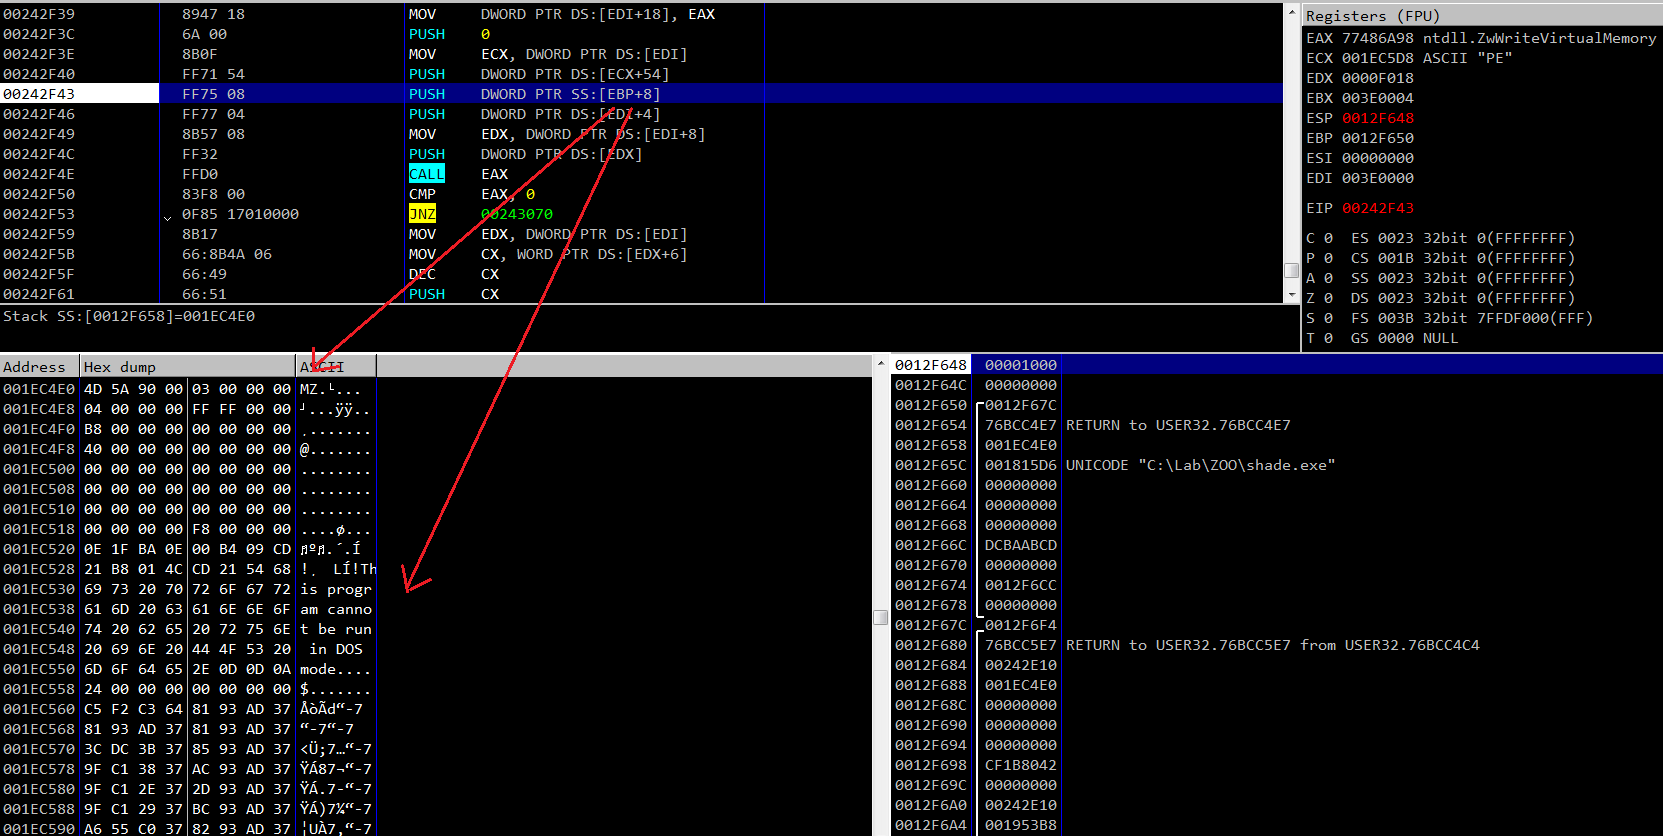 00242F39 8947 18 MOV DWORD PTR DS:[EDI+18], EAX
00242F3C 6A 00 PUSH 0
00242F3E 8B0F MOV ECX, DWORD PTR DS:[EDI]
00242F40 FF71 54 PUSH DWORD PTR DS:[ECX+54]
00242F43 FF75 08 PUSH DWORD PTR SS:[EBP+8]
00242F46 FF77 04 PUSH DWORD PTR DS:[EDI+4]
00242F49 8B57 08 MOV EDX, DWORD PTR DS:[EDI+8]
00242F4C FF32 PUSH DWORD PTR DS:[EDX]
00242F4E FFD0 CALL EAX
00242F50 83F8 00 CMP EAX, 0
00242F53 0F85 17010000 JNZ 00243070
00242F59 8B17 MOV EDX, DWORD PTR DS:[EDI]
00242F5B 66:8B4A 06 MOV CX, WORD PTR DS:[EDX+6]
00242F5F 66:49 DEC CX
00242F61 66:51 PUSH CX
Stack SS:[0012F658]=001EC4E0
Registers (FPU)
EAX 77486A98 ntdll.ZwWriteVirtualMemory
ECX 001EC5D8 ASCII "PE"
EDX 0000F018
EBX 003E0004
ESP 0012F648
EBP 0012F650
ESI 00000000
EDI 003E0000
EIP 00242F43
C 0 ES 0023 32bit 0(FFFFFFFF)
P 0 CS 001B 32bit 0(FFFFFFFF)
A 0 SS 0023 32bit 0(FFFFFFFF)
Z 0 DS 0023 32bit 0(FFFFFFFF)
S 0 FS 003B 32bit 7FFDF000(FFF)
T 0 GS 0000 NULL
Address Hex dump ASCII
001EC4E0 4D 5A 90 00 03 00 00 00 MZ.└...
001EC4E8 04 00 00 00 FF FF 00 00 ┘...ÿÿ..
001EC4F0 B8 00 00 00 00 00 00 00 ¸.......
001EC4F8 40 00 00 00 00 00 00 00 @.......
001EC500 00 00 00 00 00 00 00 00 ........
001EC508 00 00 00 00 00 00 00 00 ........
001EC510 00 00 00 00 00 00 00 00 ........
001EC518 00 00 00 00 F8 00 00 00 ....ø...
001EC520 0E 1F BA 0E 00 B4 09 CD º.´.Í
001EC528 21 B8 01 4C CD 21 54 68 !¸ LÍ!Th
001EC530 69 73 20 70 72 6F 67 72 is progr
001EC538 61 6D 20 63 61 6E 6E 6F am canno
001EC540 74 20 62 65 20 72 75 6E t be run
001EC548 20 69 6E 20 44 4F 53 20 in DOS
001EC550 6D 6F 64 65 2E 0D 0D 0A mode....
001EC558 24 00 00 00 00 00 00 00 $.......
001EC560 C5 F2 C3 64 81 93 AD 37 ÅòÃd“-7
001EC568 81 93 AD 37 81 93 AD 37 “-7“-7
001EC570 3C DC 3B 37 85 93 AD 37 <Ü;7…“-7
001EC578 9F C1 38 37 AC 93 AD 37 ŸÁ87¬“-7
001EC580 9F C1 2E 37 2D 93 AD 37 ŸÁ.7-“-7
001EC588 9F C1 29 37 BC 93 AD 37 ŸÁ)7¼“-7
001EC590 A6 55 C0 37 82 93 AD 37 ¦UÀ7‚“-7
0012F648 00001000
0012F64C 00000000
0012F650 0012F67C
0012F654 76BCC4E7 RETURN to USER32.76BCC4E7
0012F658 001EC4E0
0012F65C 001815D6 UNICODE "C:\Lab\ZOO\shade.exe"
0012F660 00000000
0012F664 00000000
0012F668 00000000
0012F66C DCBAABCD
0012F670 00000000
0012F674 0012F6CC
0012F678 00000000
0012F67C 0012F6F4
0012F680 76BCC5E7 RETURN to USER32.76BCC5E7 from USER32.76BCC4C4
0012F684 00242E10
0012F688 001EC4E0
0012F68C 00000000
0012F690 00000000
0012F694 00000000
0012F698 CF1B8042
0012F69C 00000000
0012F6A0 00242E10
0012F6A4 001953B8